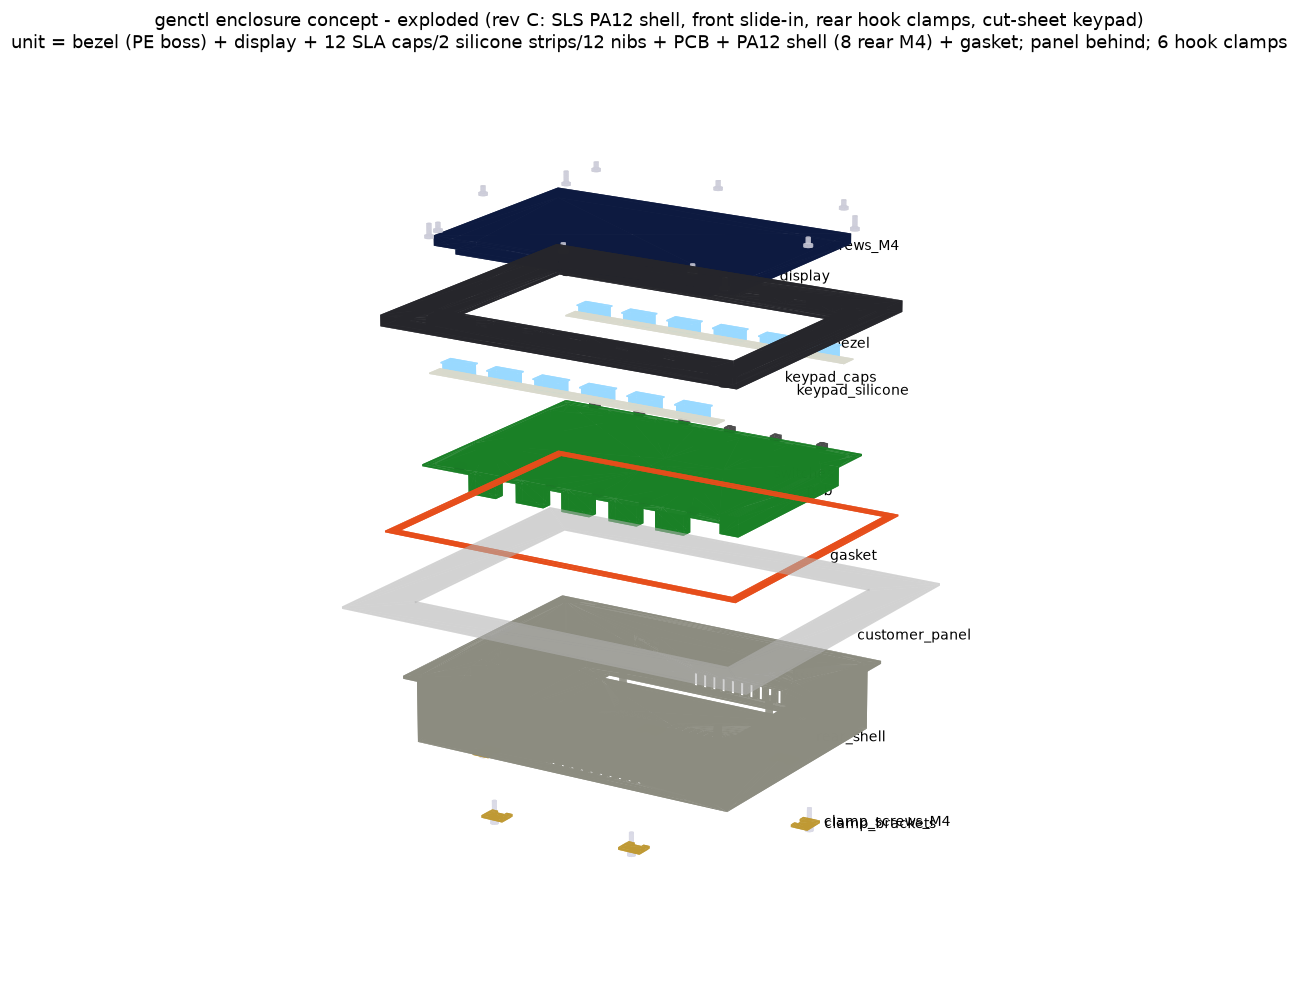 genctl enclosure concept - exploded (rev C: SLS PA12 shell, front slide-in, rear hook clamps, cut-sheet keypad)
unit = bezel (PE boss) + display + 12 SLA caps/2 silicone strips/12 nibs + PCB + PA12 shell (8 rear M4) + gasket; panel behind; 6 hook clamps
display
keypad_caps
keypad_silicone
gasket
customer_panel
_shell
clamp_screws_M4
clamp_brackets